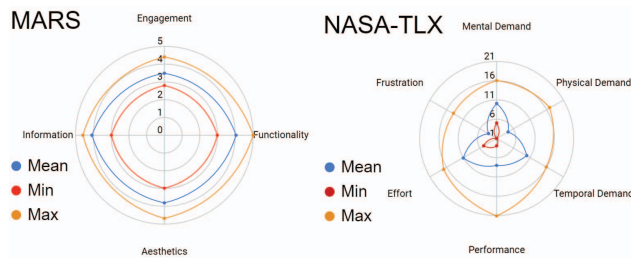 MARS
Engagement
5
4
3
2
1
0
Information
Functionality
Aesthetics
Mean
Min
Max
NASA-TLX
Mental Demand
21
16
11
6
1
Frustration
Physical Demand
Effort
Temporal Demand
Performance
Mean
Min
Max